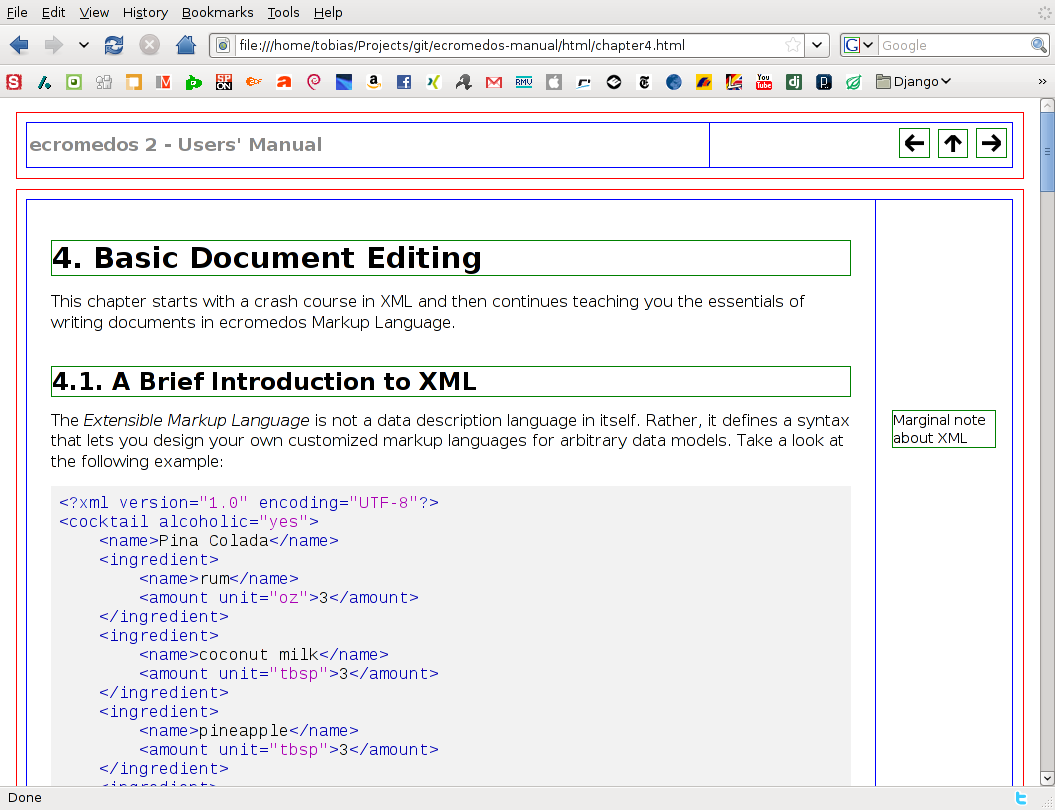 File Edit View History Bookmarks Tools Help
file:///home/tobias/Projects/git/ecromedos-manual/html/chapter4.html
G Google
S SP ON a a f M RMV You Tube dj Django »
ecromedos 2 - Users' Manual
4. Basic Document Editing
This chapter starts with a crash course in XML and then continues teaching you the essentials of
writing documents in ecromedos Markup Language.
4.1. A Brief Introduction to XML
The Extensible Markup Language is not a data description language in itself. Rather, it defines a syntax
that lets you design your own customized markup languages for arbitrary data models. Take a look at
the following example:
Marginal note
about XML
<?xml version="1.0" encoding="UTF-8"?>
<cocktail alcoholic="yes">
    <name>Pina Colada</name>
    <ingredient>
        <name>rum</name>
        <amount unit="oz">3</amount>
    </ingredient>
    <ingredient>
        <name>coconut milk</name>
        <amount unit="tbsp">3</amount>
    </ingredient>
    <ingredient>
        <name>pineapple</name>
        <amount unit="tbsp">3</amount>
    </ingredient>
    <ingredient>
Done